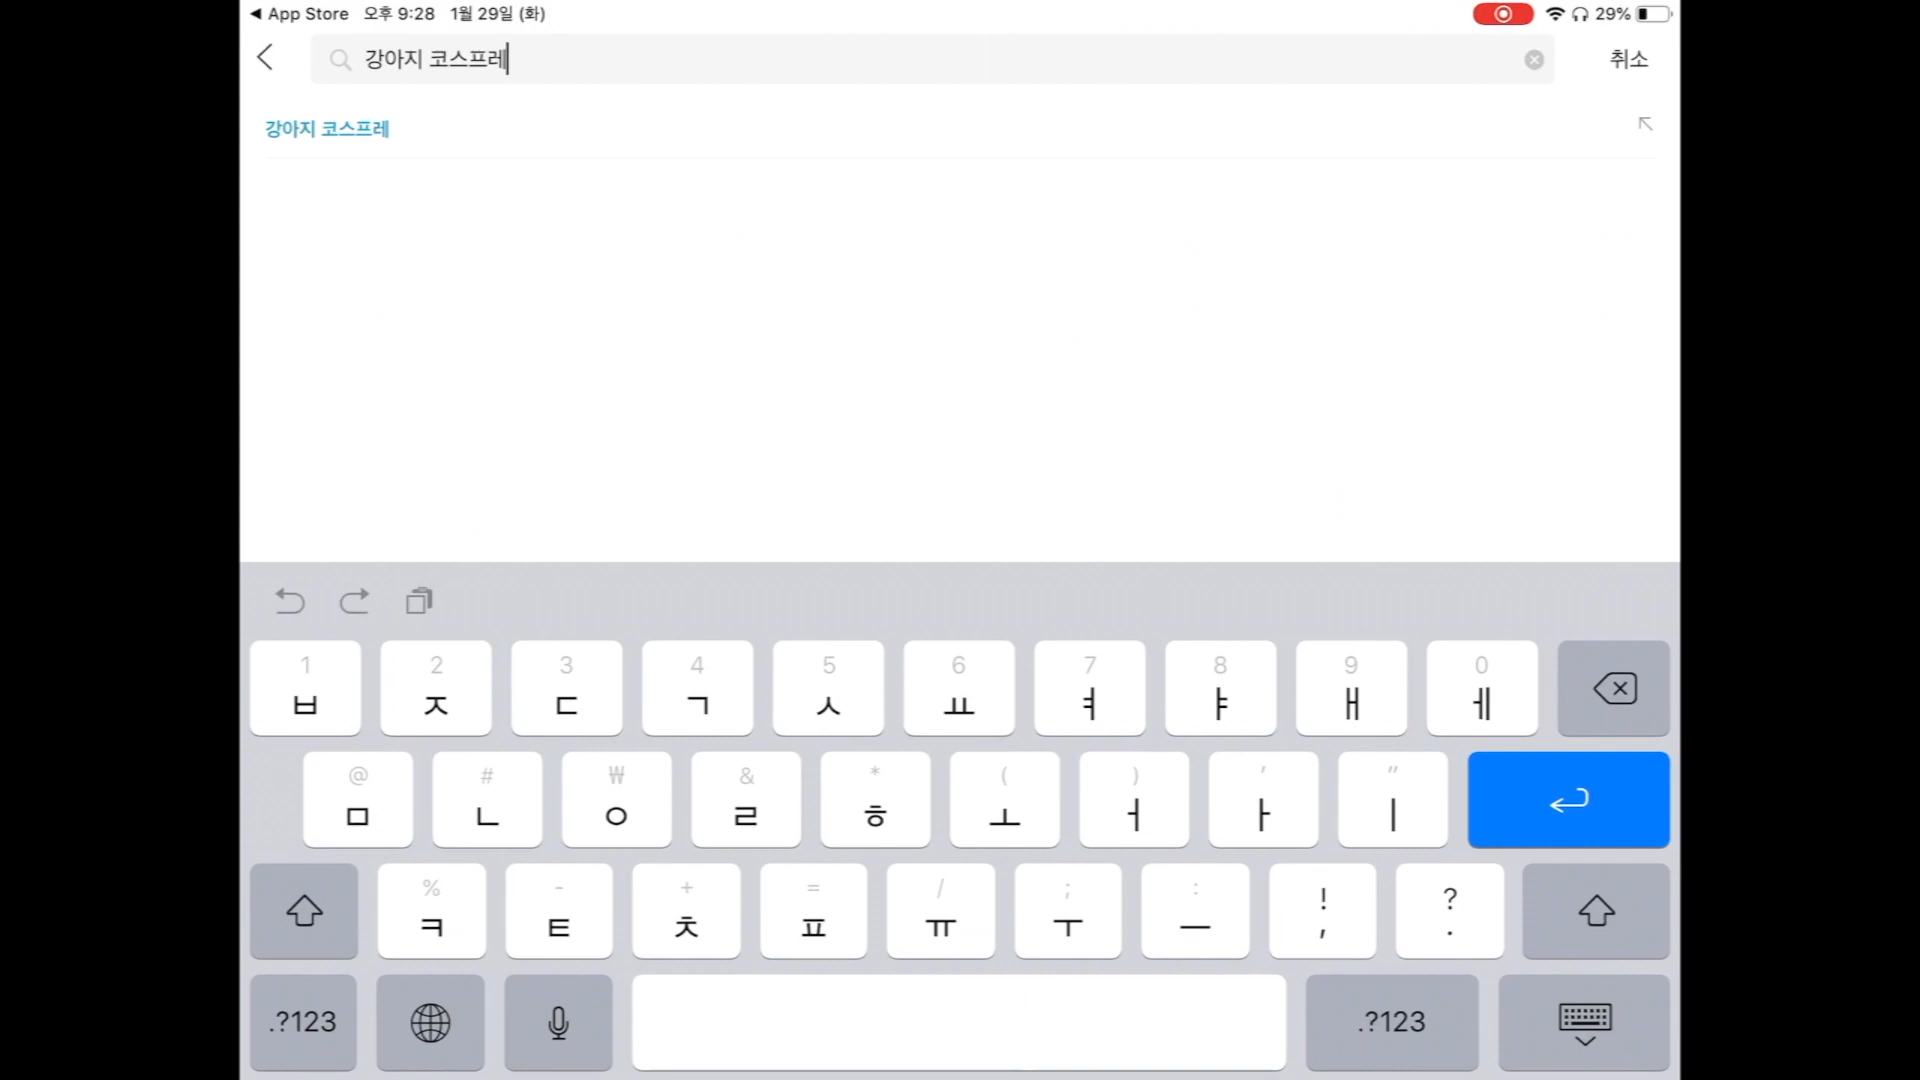 ◀ App Store 오후 9:28 1월 29일 (화) 29%
강아지 코스프레 취소
강아지 코스프레
1 2 3 4 5 6 7 8 9 0
ㅂ ㅈ ㄷ ㄱ ㅅ ㅛ ㅕ ㅑ ㅐ ㅔ
@ # ₩ & * ( ) ' "
ㅁ ㄴ ㅇ ㄹ ㅎ ㅗ ㅓ ㅏ ㅣ
% - + = / ; : ! ?
ㅋ ㅌ ㅊ ㅍ ㅠ ㅜ ㅡ , .
.?123 .?123